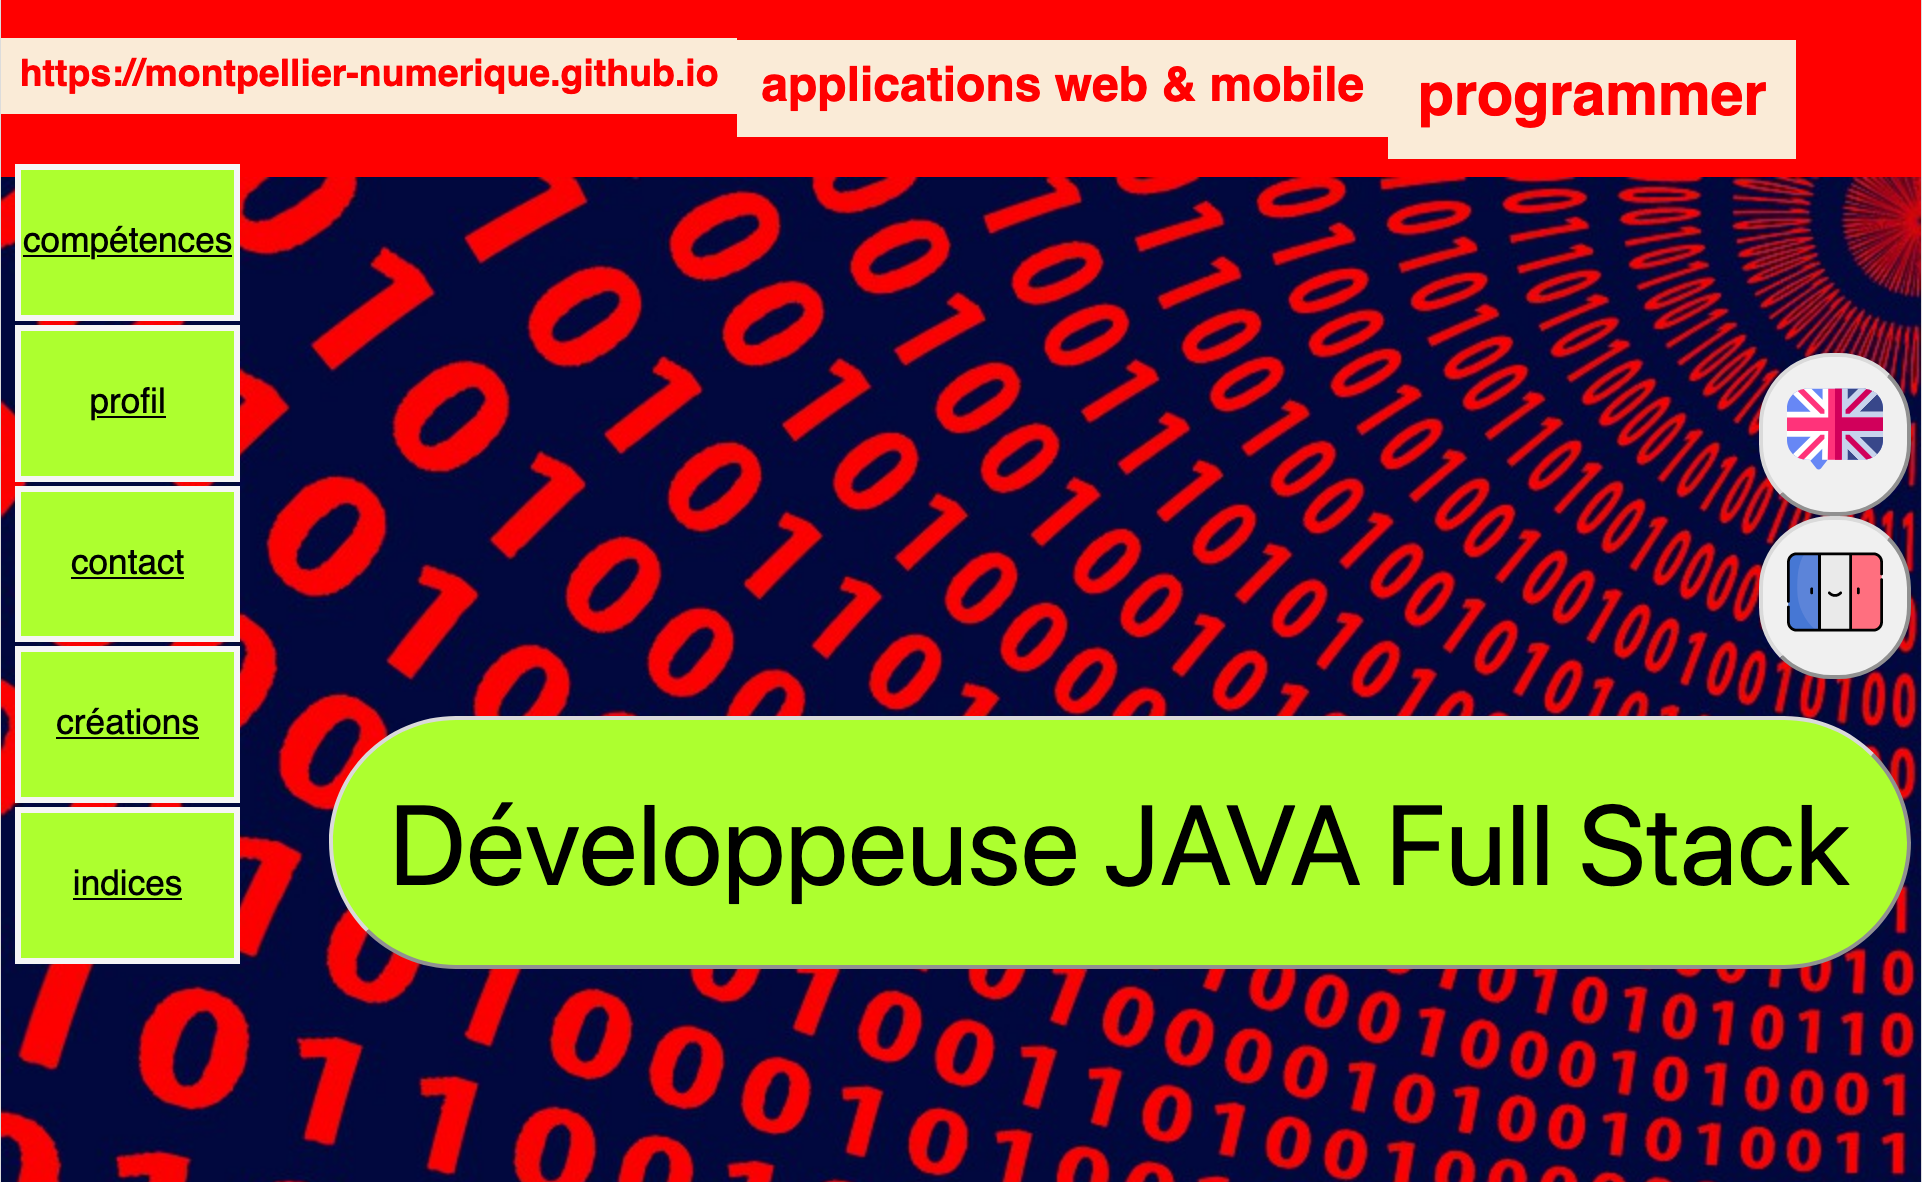 https://montpellier-numerique.github.io
applications web & mobile
programmer
compétences
profil
contact
créations
indices
Développeuse JAVA Full Stack